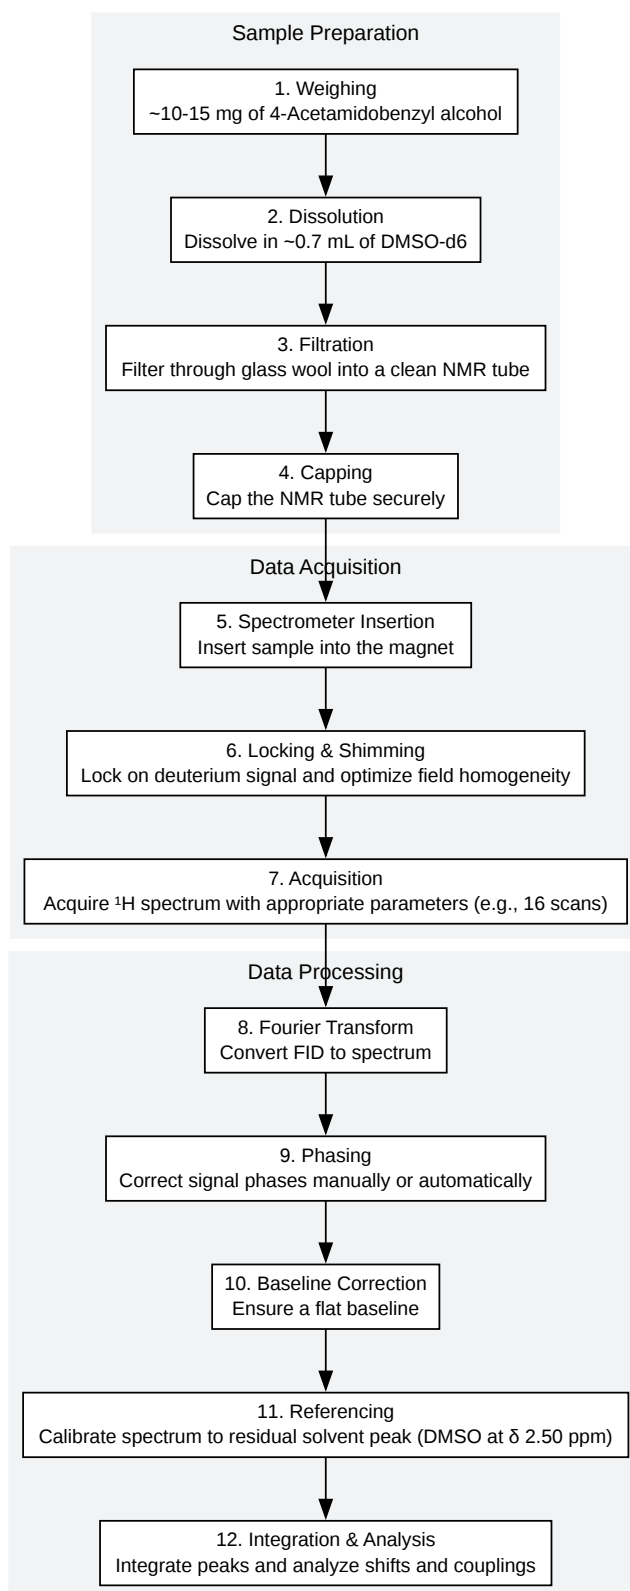 Sample Preparation
1. Weighing
~10-15 mg of 4-Acetamidobenzyl alcohol
2. Dissolution
Dissolve in ~0.7 mL of DMSO-d6
3. Filtration
Filter through glass wool into a clean NMR tube
4. Capping
Cap the NMR tube securely
Data Acquisition
5. Spectrometer Insertion
Insert sample into the magnet
6. Locking & Shimming
Lock on deuterium signal and optimize field homogeneity
7. Acquisition
Acquire ¹H spectrum with appropriate parameters (e.g., 16 scans)
Data Processing
8. Fourier Transform
Convert FID to spectrum
9. Phasing
Correct signal phases manually or automatically
10. Baseline Correction
Ensure a flat baseline
11. Referencing
Calibrate spectrum to residual solvent peak (DMSO at δ 2.50 ppm)
12. Integration & Analysis
Integrate peaks and analyze shifts and couplings